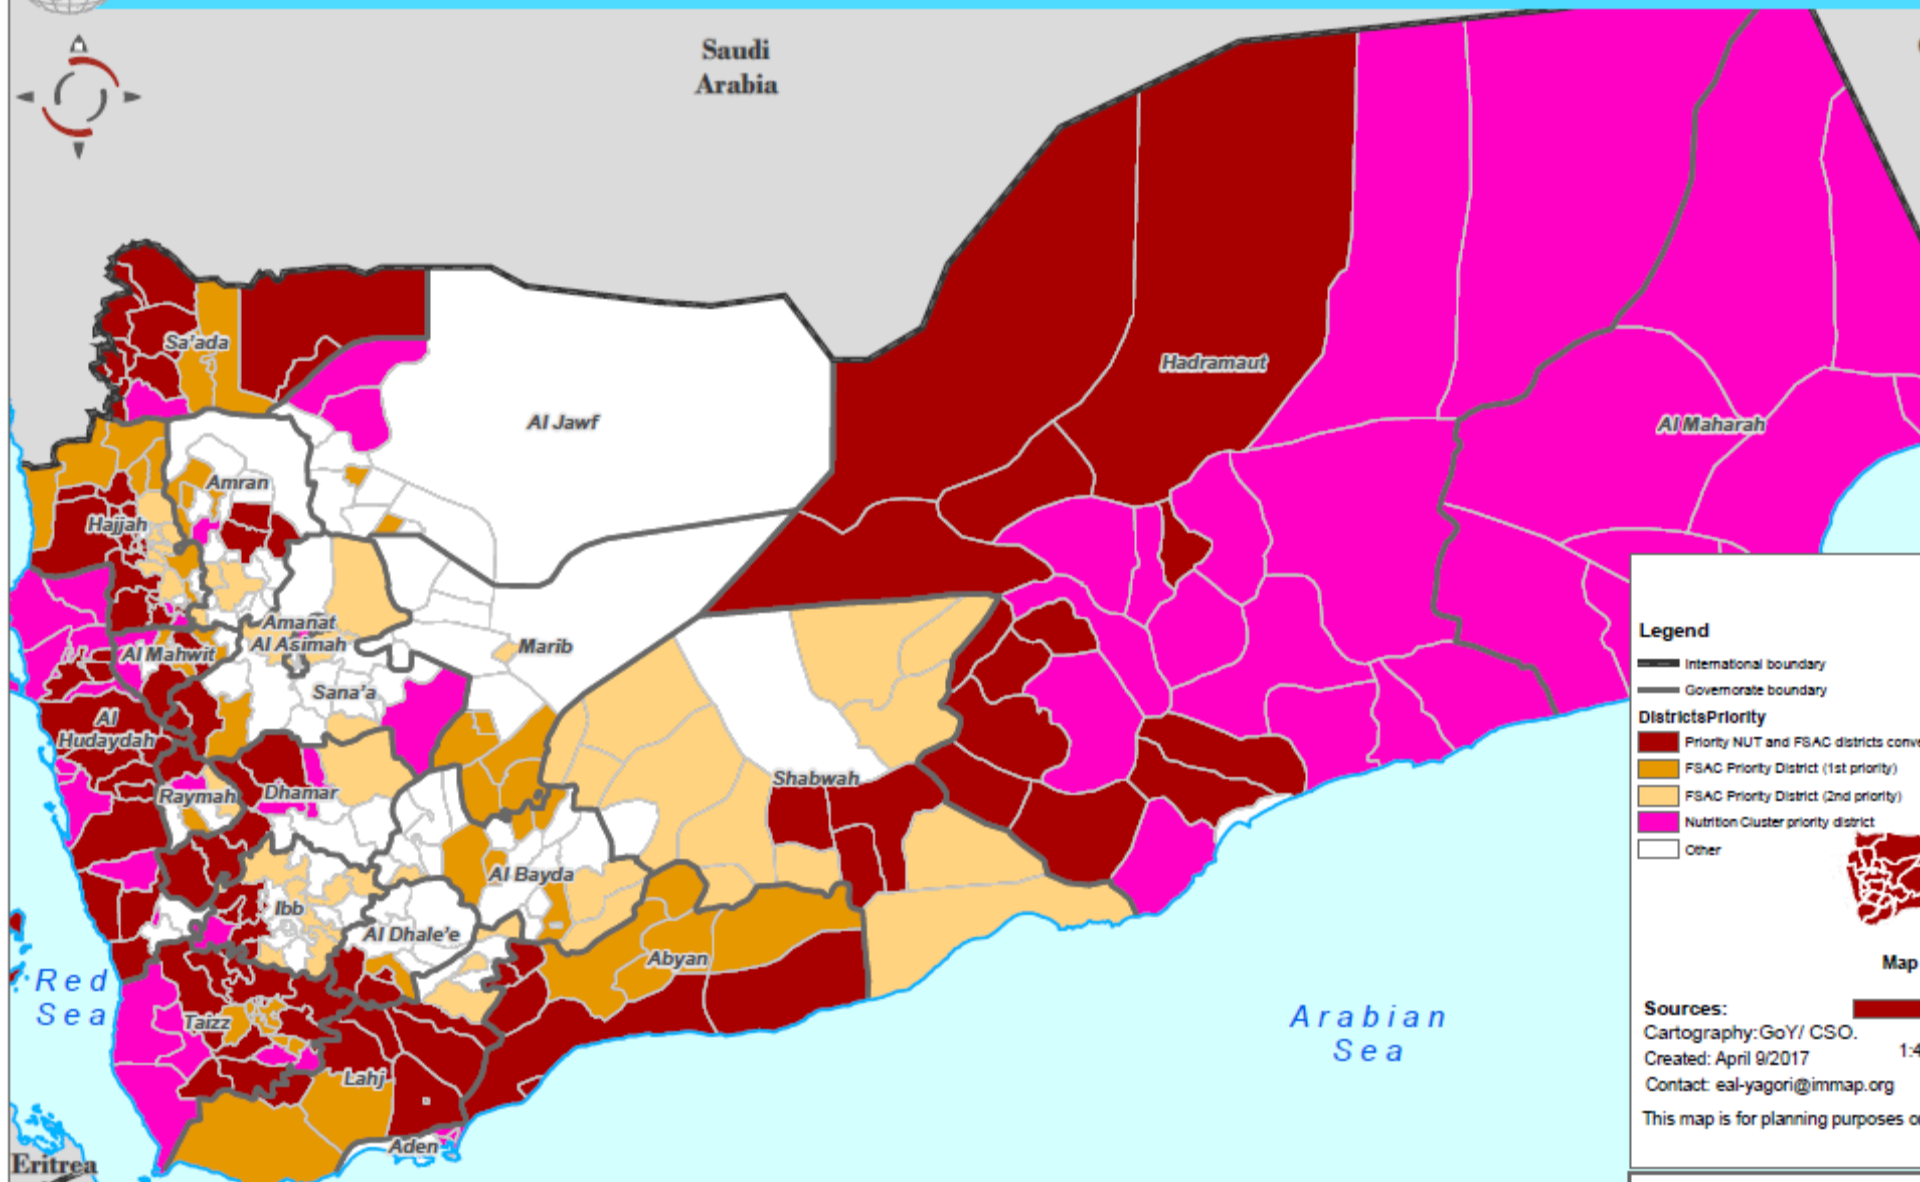 Saudi
Arabia
Hadramaut
Sa'ada
Al Jawf
Al Maharah
Amran
Hajjah
Amanat
Al Asimah
Al Mahwit
Marib
Sana'a
Al
Hudaydah
Shabwah
Raymah
Dhamar
Al Bayda
Ibb
Al Dhale'e
Abyan
Red
Sea
Taizz
Arabian
Sea
Lahj
Aden
Eritrea
Legend
International boundary
Governorate boundary
DistrictsPriority
Priority NUT and FSAC districts conve
FSAC Priority District (1st priority)
FSAC Priority District (2nd priority)
Nutrition Cluster priority district
Other
Map
Sources:
Cartography:GoY/ CSO.
1:4
Created: April 9/2017
Contact: eal-yagori@immap.org
This map is for planning purposes